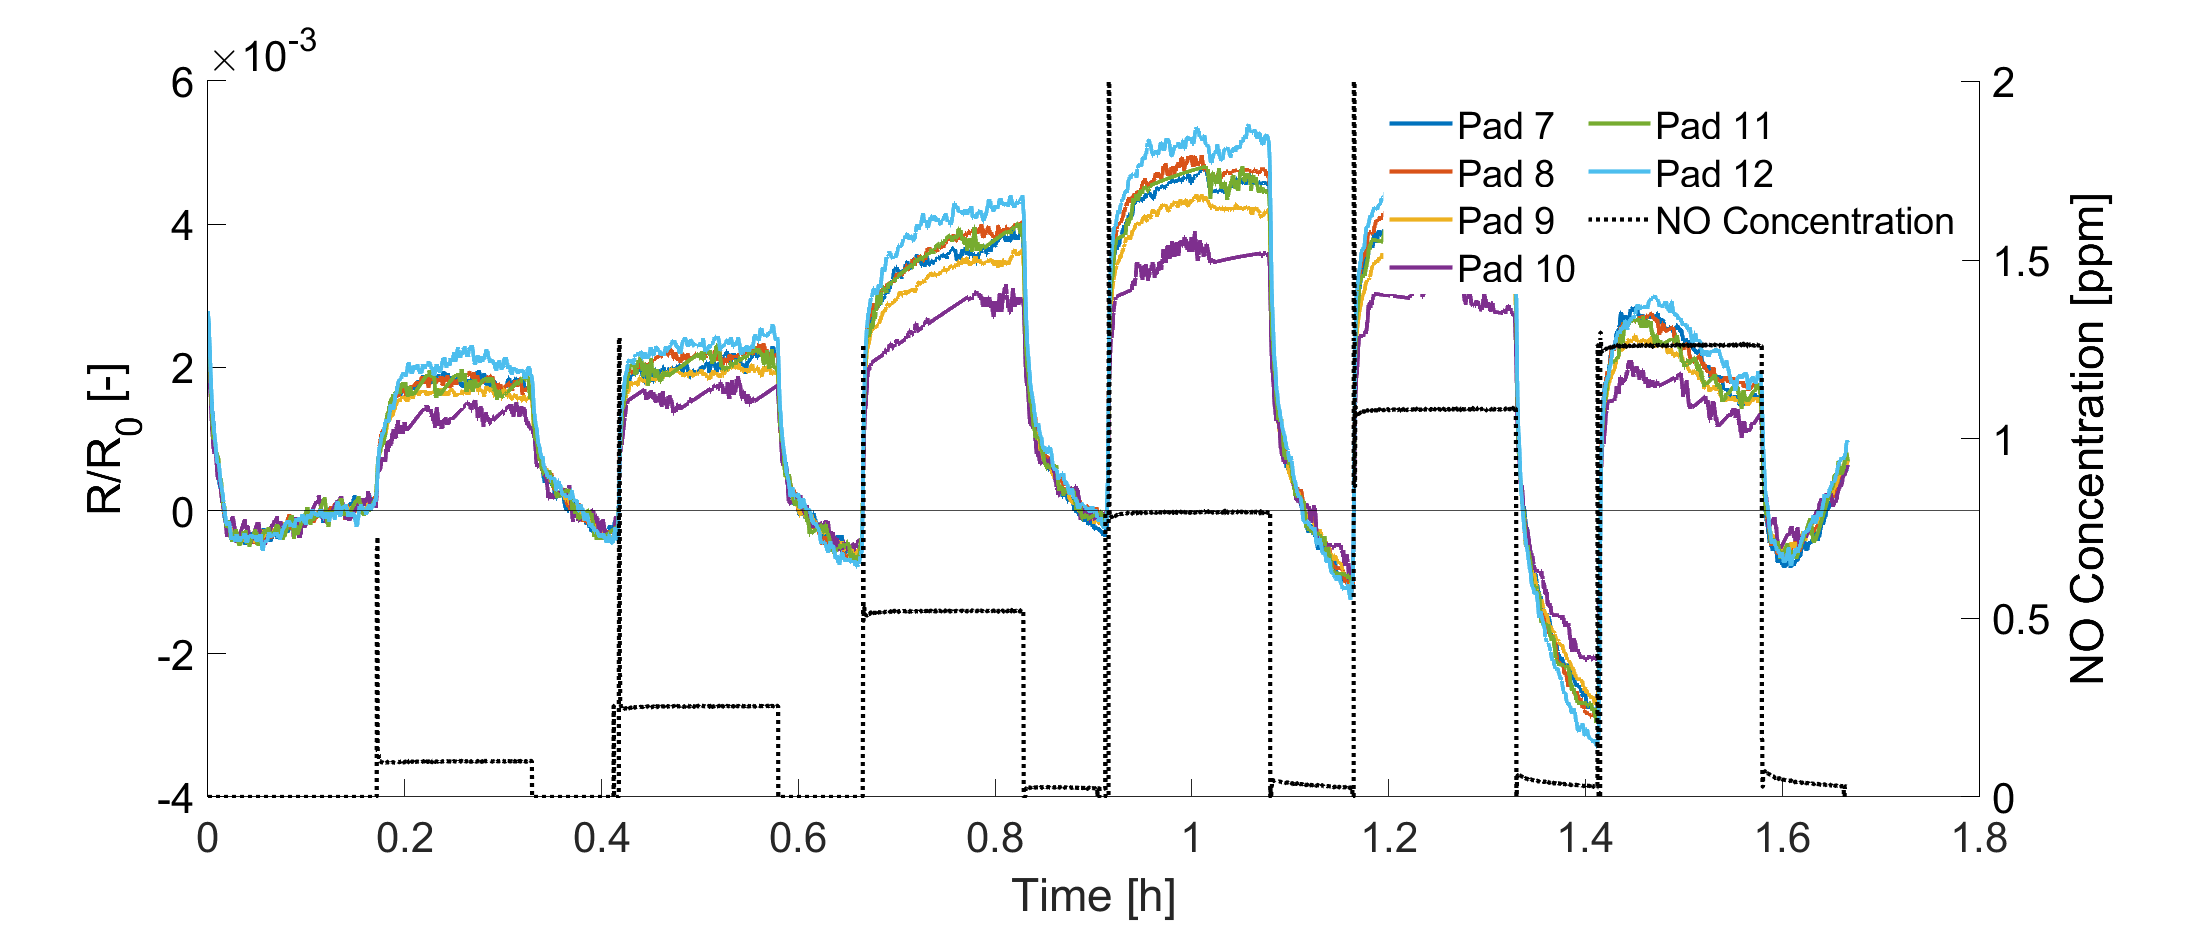 ×10-3
6
4
2
0
-2
-4
R/R0 [-]
2
1.5
1
0.5
0
NO Concentration [ppm]
Pad 7
Pad 8
Pad 9
Pad 10
Pad 11
Pad 12
NO Concentration
0 0.2 0.4 0.6 0.8 1 1.2 1.4 1.6 1.8
Time [h]